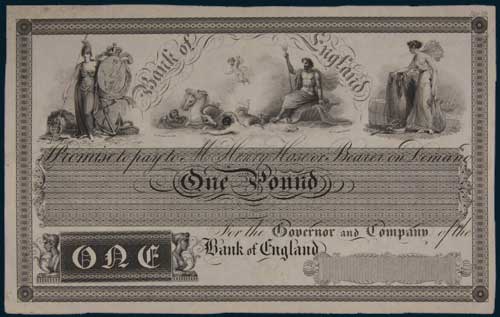 Bank of England
Promise to pay to Mr. Henry Hase or Bearer on Demand
One Pound
For the Governor and Company of the
Bank of England
ONE